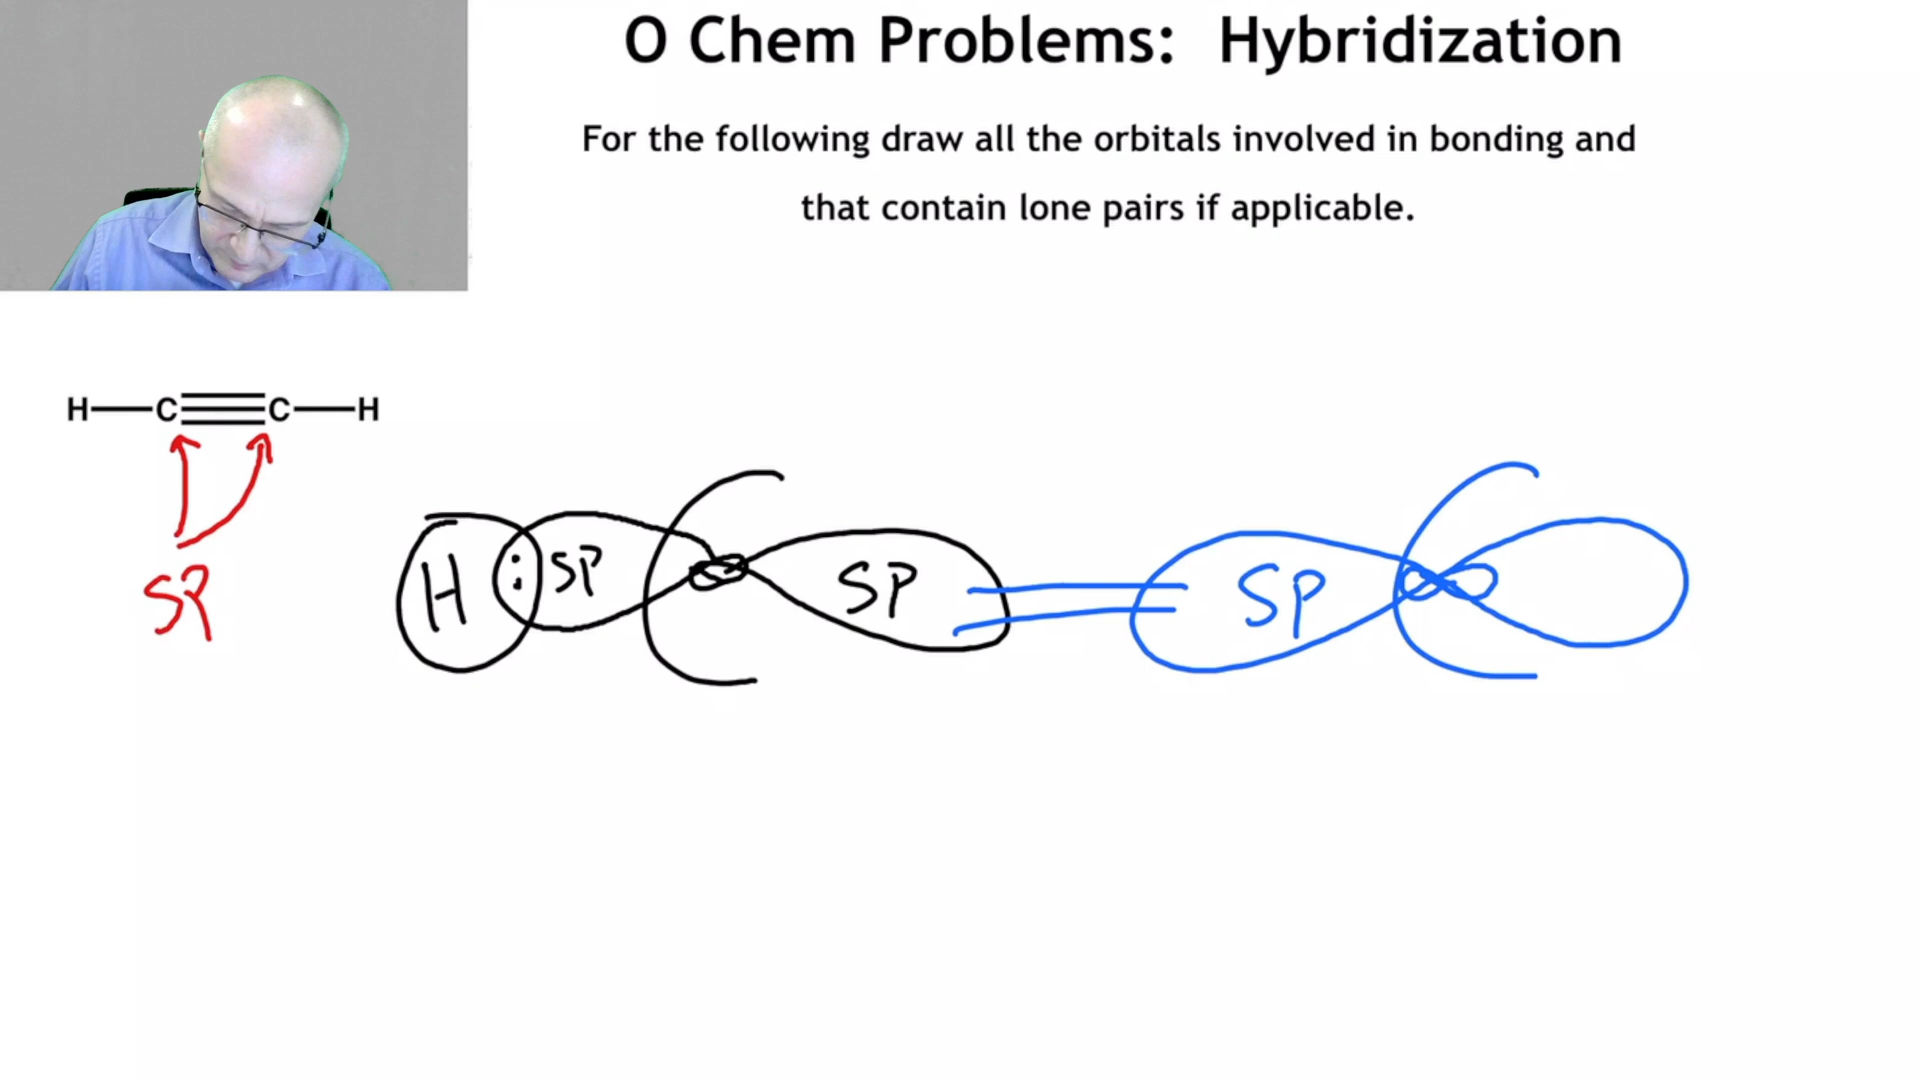 O Chem Problems: Hybridization
For the following draw all the orbitals involved in bonding and
that contain lone pairs if applicable.
H C C H
SP
H : SP SP SP